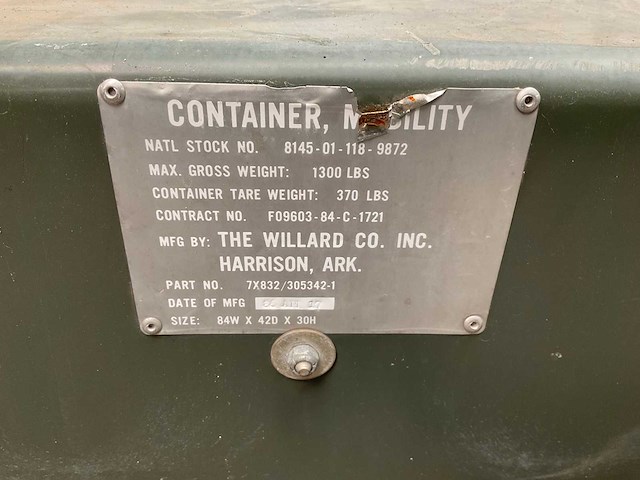 CONTAINER, M BILITY
NATL STOCK NO. 8145-01-118-9872
MAX. GROSS WEIGHT: 1300 LBS
CONTAINER TARE WEIGHT: 370 LBS
CONTRACT NO. F09603-84-C-1721
MFG BY: THE WILLARD CO. INC.
HARRISON, ARK.
PART NO. 7X832/305342-1
DATE OF MFG
SIZE: 84W X 42D X 30H